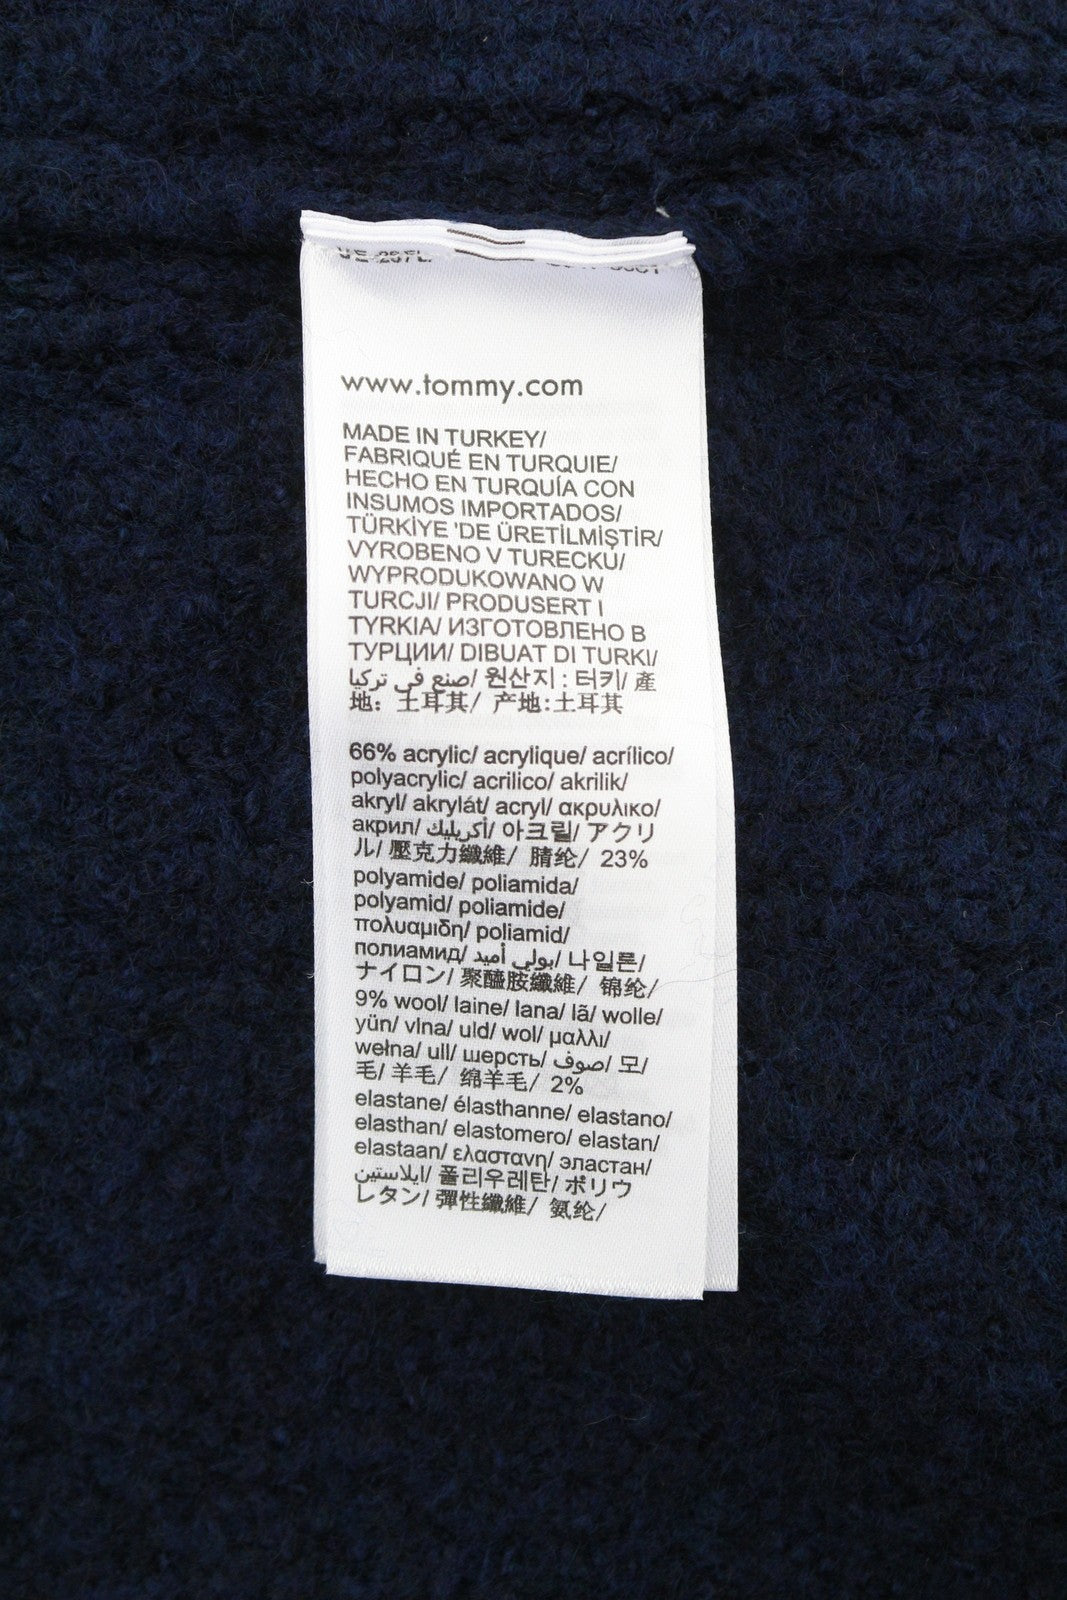 www.tommy.com
MADE IN TURKEY/
FABRIQUÉ EN TURQUIE/
HECHO EN TURQUÍA CON
INSUMOS IMPORTADOS/
TÜRKİYE 'DE ÜRETİLMİŞTİR/
VYROBENO V TURECKU/
WYPRODUKOWANO W
TURCJI/ PRODUSERT I
TYRKIA/ ИЗГОТОВЛЕНО В
ТУРЦИИ/ DIBUAT DI TURKI/
صنع في تركيا/ 원산지 : 터키/ 產
地: 土耳其/ 产地:土耳其
66% acrylic/ acrylique/ acrílico/
polyacrylic/ acrilico/ akrilik/
akryl/ akrylát/ acryl/ ακρυλικο/
акрил/ أكريليك/ 아크릴/ アクリ
ル/ 壓克力纖維/ 腈纶/ 23%
polyamide/ poliamida/
polyamid/ poliamide/
πολυαμιδη/ poliamid/
полиамид/ بولي أميد/ 나일론/
ナイロン/ 聚醯胺纖維/ 锦纶/
9% wool/ laine/ lana/ lã/ wolle/
yün/ vlna/ uld/ wol/ μαλλι/
wełna/ ull/ шерсть/ صوف/ 모/
毛/ 羊毛/ 绵羊毛/ 2%
elastane/ élasthanne/ elastano/
elasthan/ elastomero/ elastan/
elastaan/ ελαστανη/ эластан/
ايلاستين/ 폴리우레탄/ ポリウ
レタン/ 彈性纖維/ 氨纶/